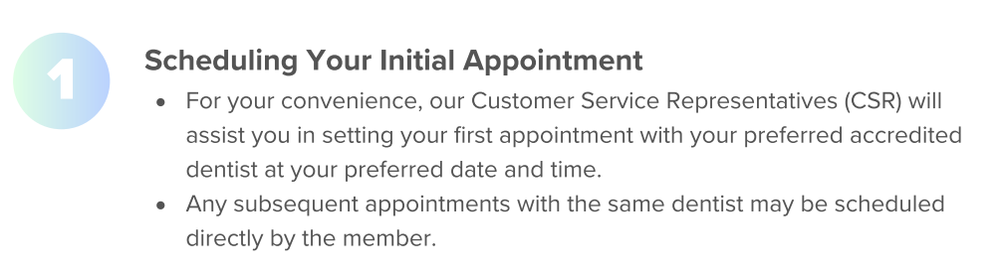 1
Scheduling Your Initial Appointment
• For your convenience, our Customer Service Representatives (CSR) will
assist you in setting your first appointment with your preferred accredited
dentist at your preferred date and time.
• Any subsequent appointments with the same dentist may be scheduled
directly by the member.